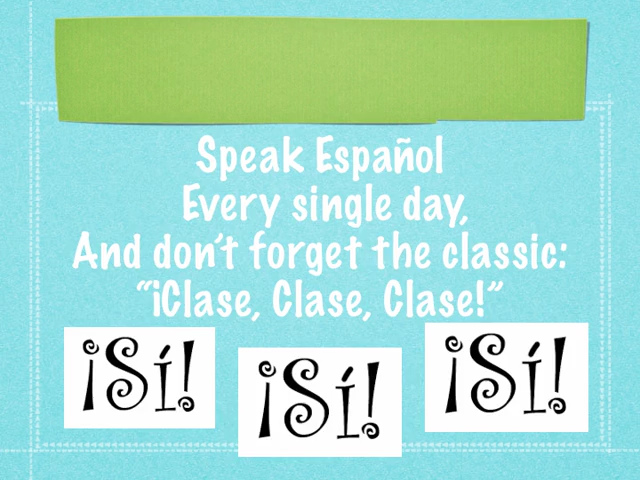 Speak Español
Every single day,
And don't forget the classic:
“¡Clase, Clase, Clase!”
¡Sí!
¡Sí!
¡Sí!